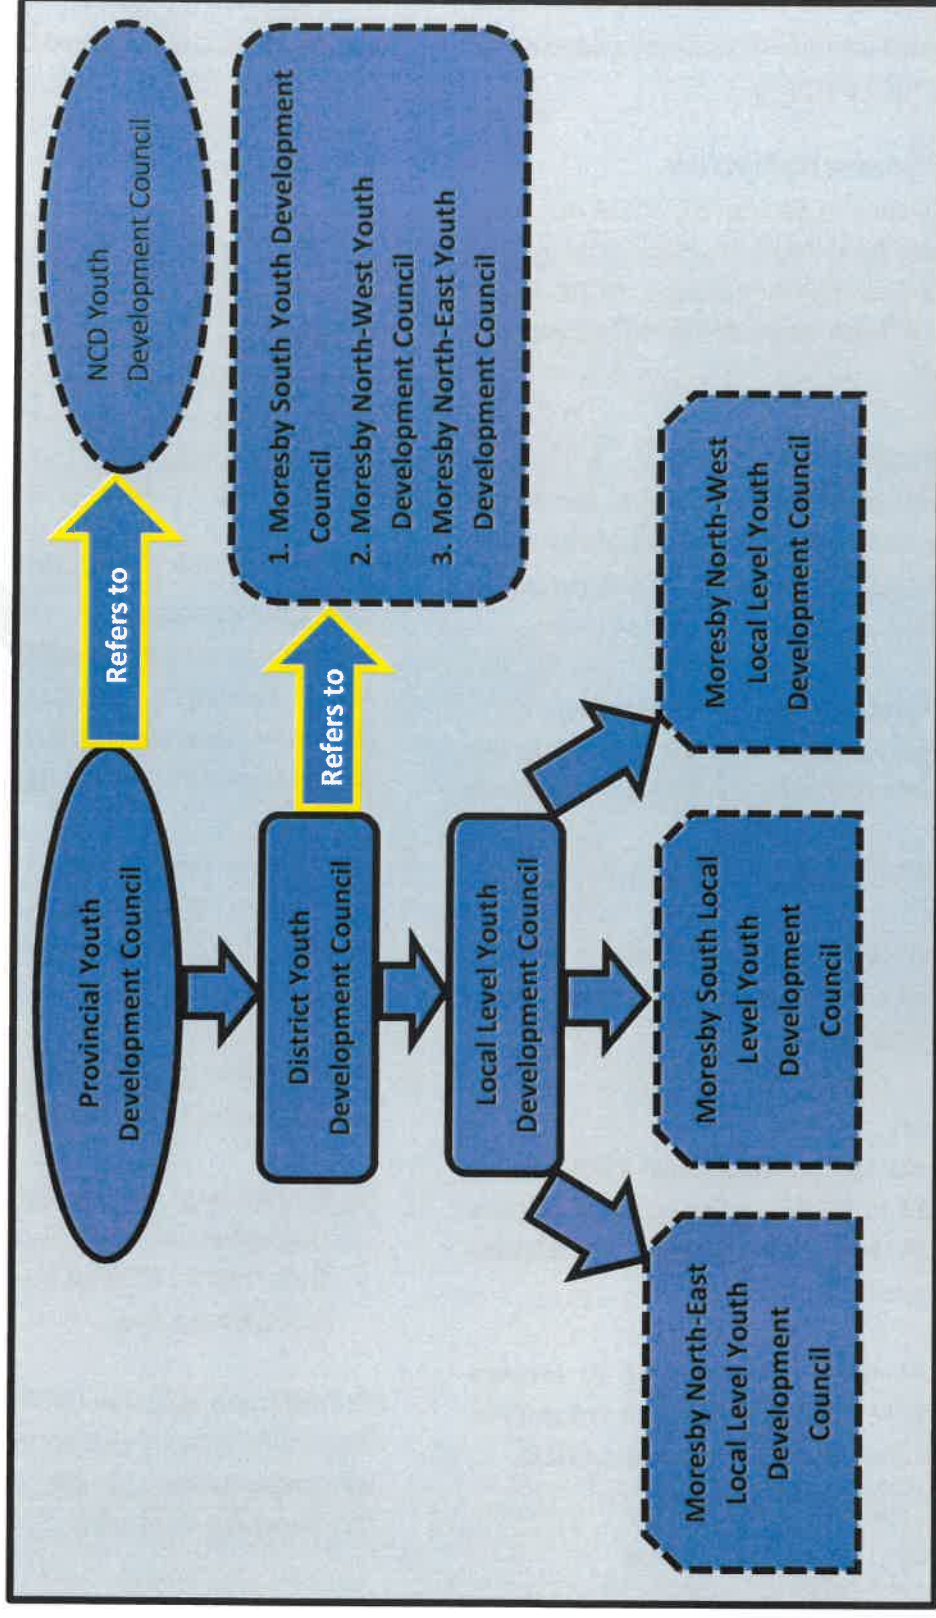 Provincial Youth
Development Council
Refers to
NCD Youth
Development Council
District Youth
Development Council
Refers to
1. Moresby South Youth Development
Council
2. Moresby North-West Youth
Development Council
3. Moresby North-East Youth
Development Council
Local Level Youth
Development Council
Moresby North-East
Local Level Youth
Development
Council
Moresby South Local
Level Youth
Development
Council
Moresby North-West
Local Level Youth
Development Council